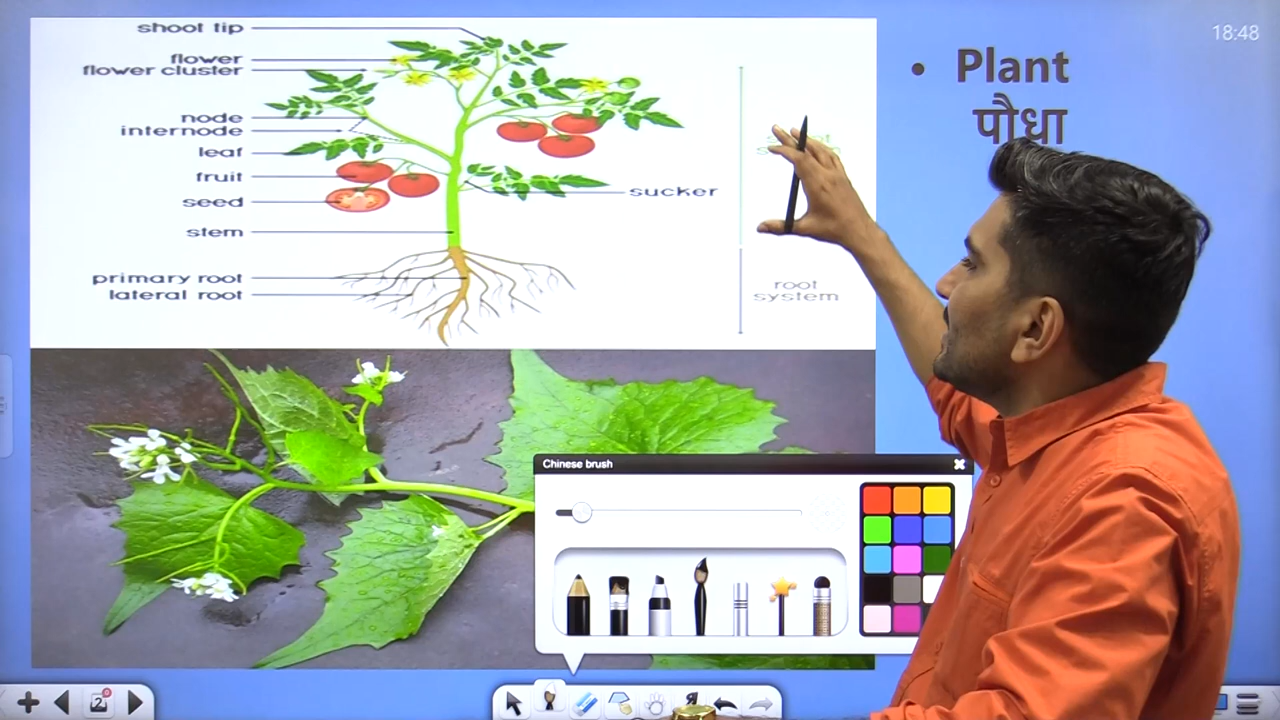 shoot tip
flower
flower cluster
node
internode
leaf
fruit
seed
stem
primary root
lateral root
sucker
root
system
18:48
• Plant
पौधा
Chinese brush
2